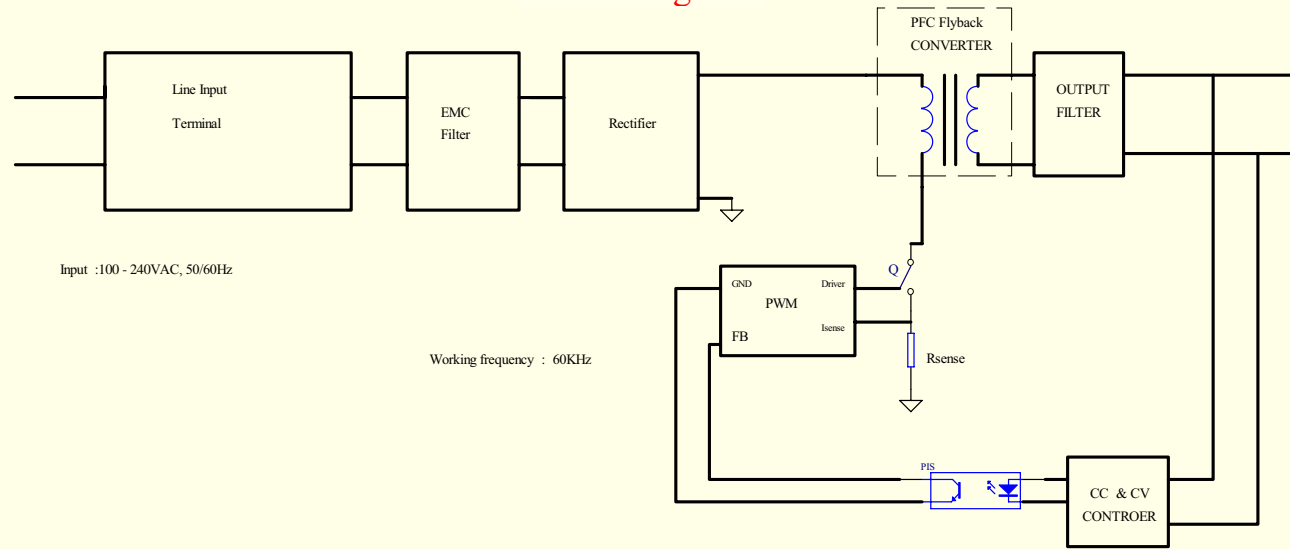 PFC Flyback
CONVERTER
Line Input
Terminal
EMC
Filter
Rectifier
OUTPUT
FILTER
Input :100 - 240VAC, 50/60Hz
Q
GND
Driver
PWM
Isense
FB
Working frequency : 60KHz
Rsense
PIS
CC & CV
CONTROER